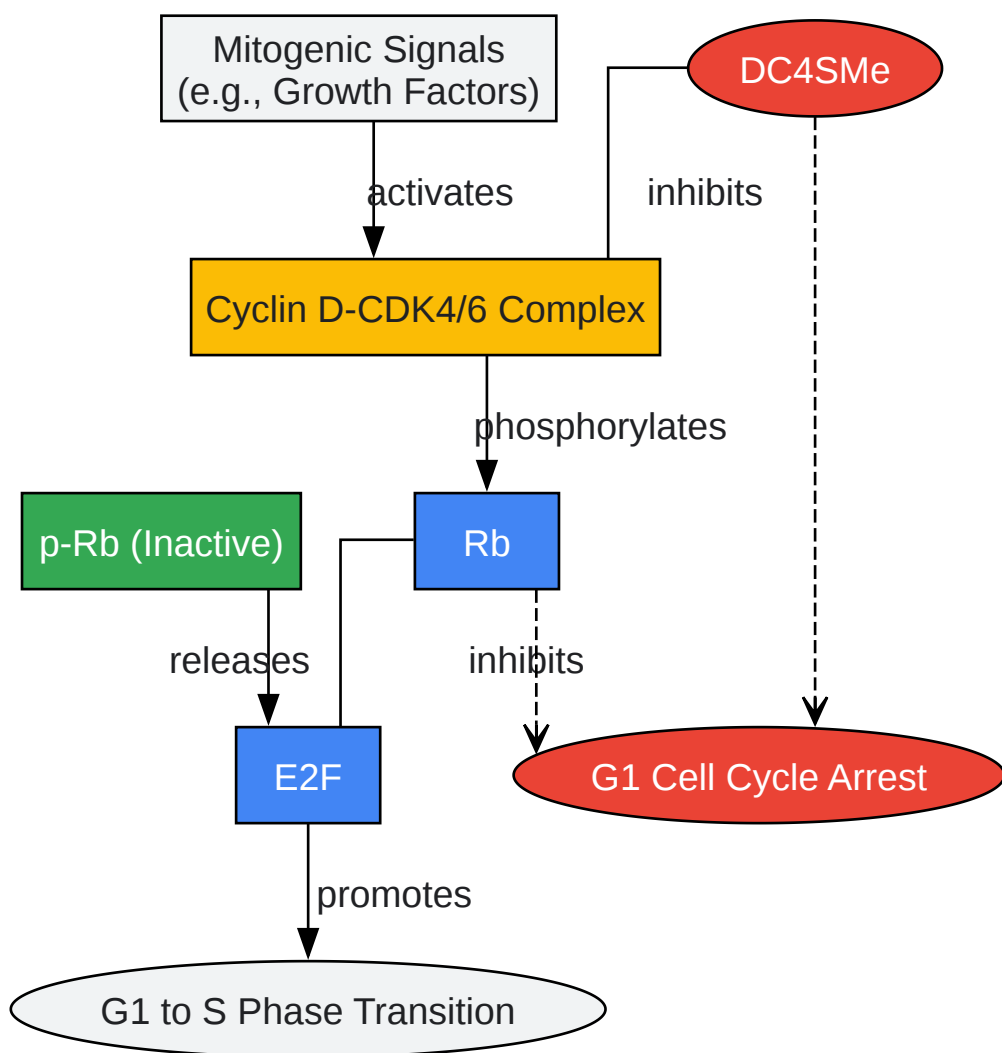 Mitogenic Signals
(e.g., Growth Factors)
DC4SMe
activates
inhibits
Cyclin D-CDK4/6 Complex
phosphorylates
p-Rb (Inactive)
Rb
releases
inhibits
E2F
G1 Cell Cycle Arrest
promotes
G1 to S Phase Transition